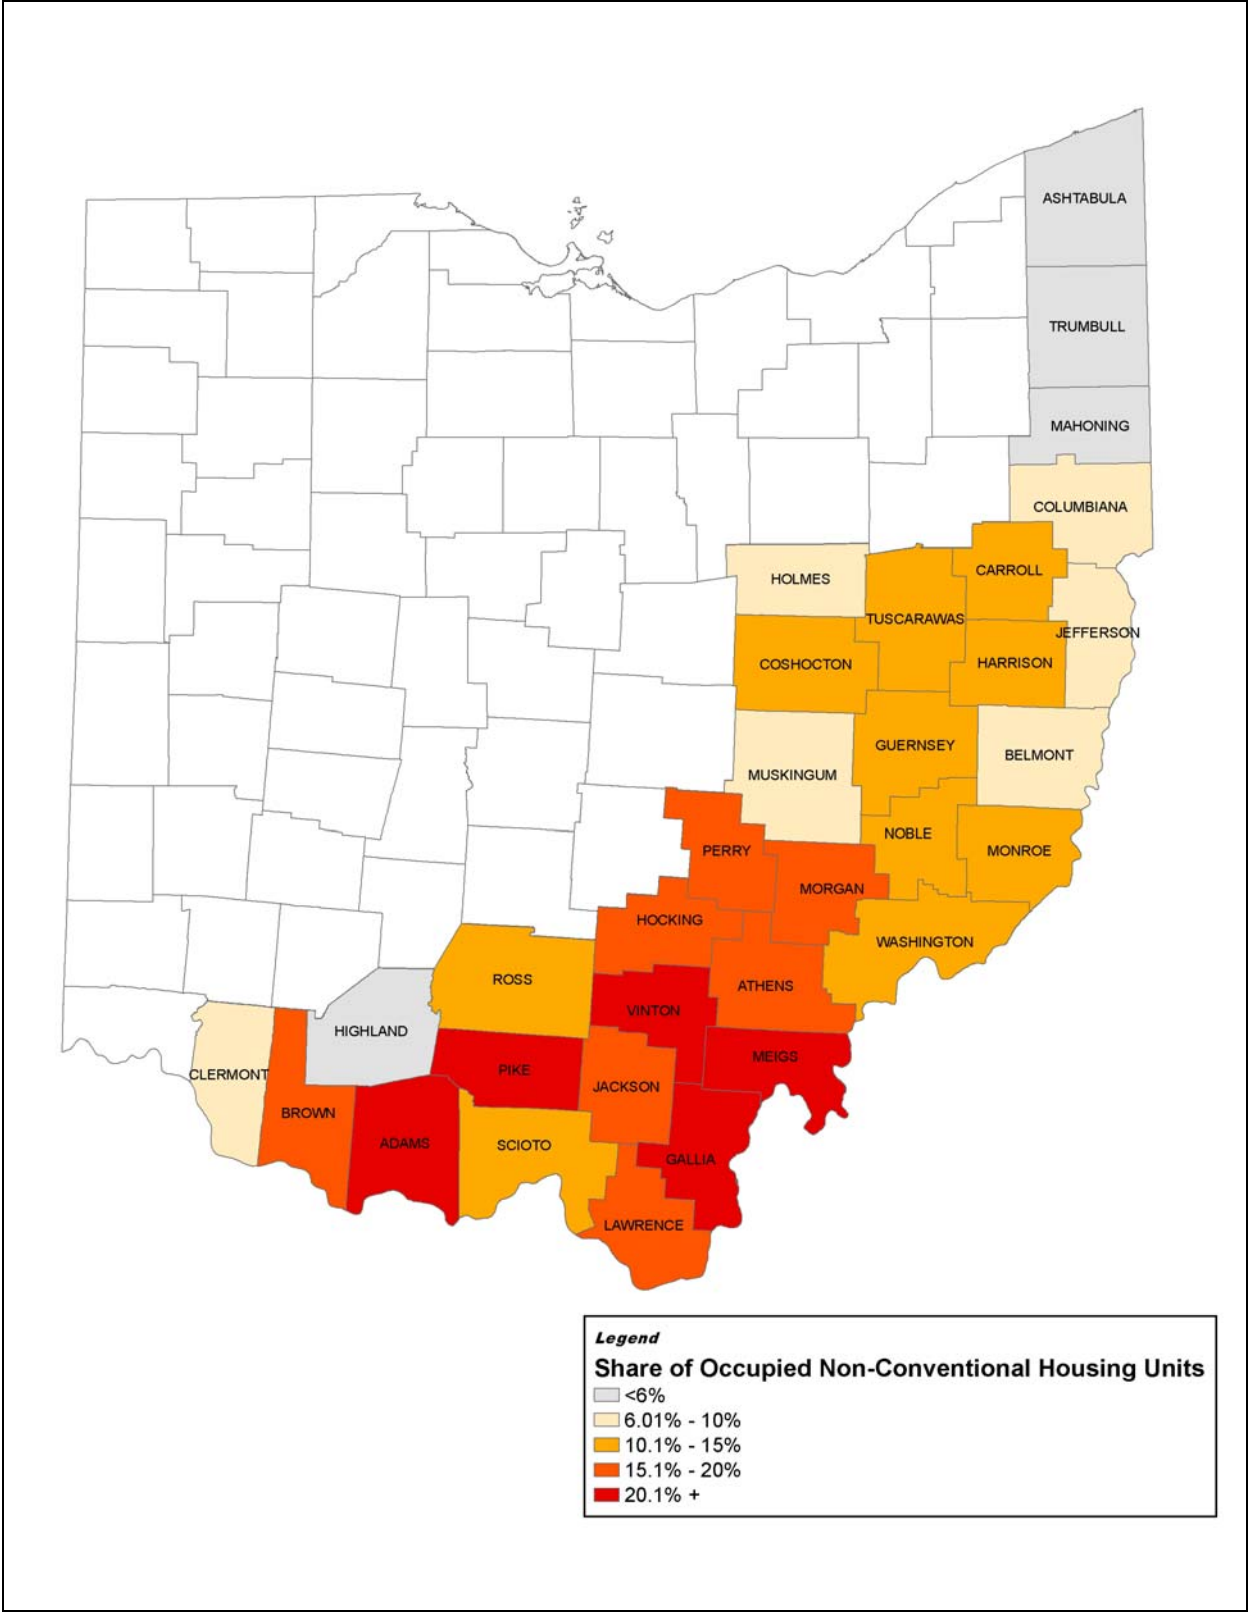 ASHTABULA
TRUMBULL
MAHONING
COLUMBIANA
CARROLL
HOLMES
TUSCARAWAS
JEFFERSON
COSHOCTON
HARRISON
GUERNSEY
BELMONT
MUSKINGUM
NOBLE
PERRY
MONROE
MORGAN
HOCKING
WASHINGTON
ROSS
ATHENS
VINTON
HIGHLAND
MEIGS
PIKE
CLERMONT
JACKSON
BROWN
ADAMS
SCIOTO
GALLIA
LAWRENCE
Legend
Share of Occupied Non-Conventional Housing Units
<6%
6.01% - 10%
10.1% - 15%
15.1% - 20%
20.1% +